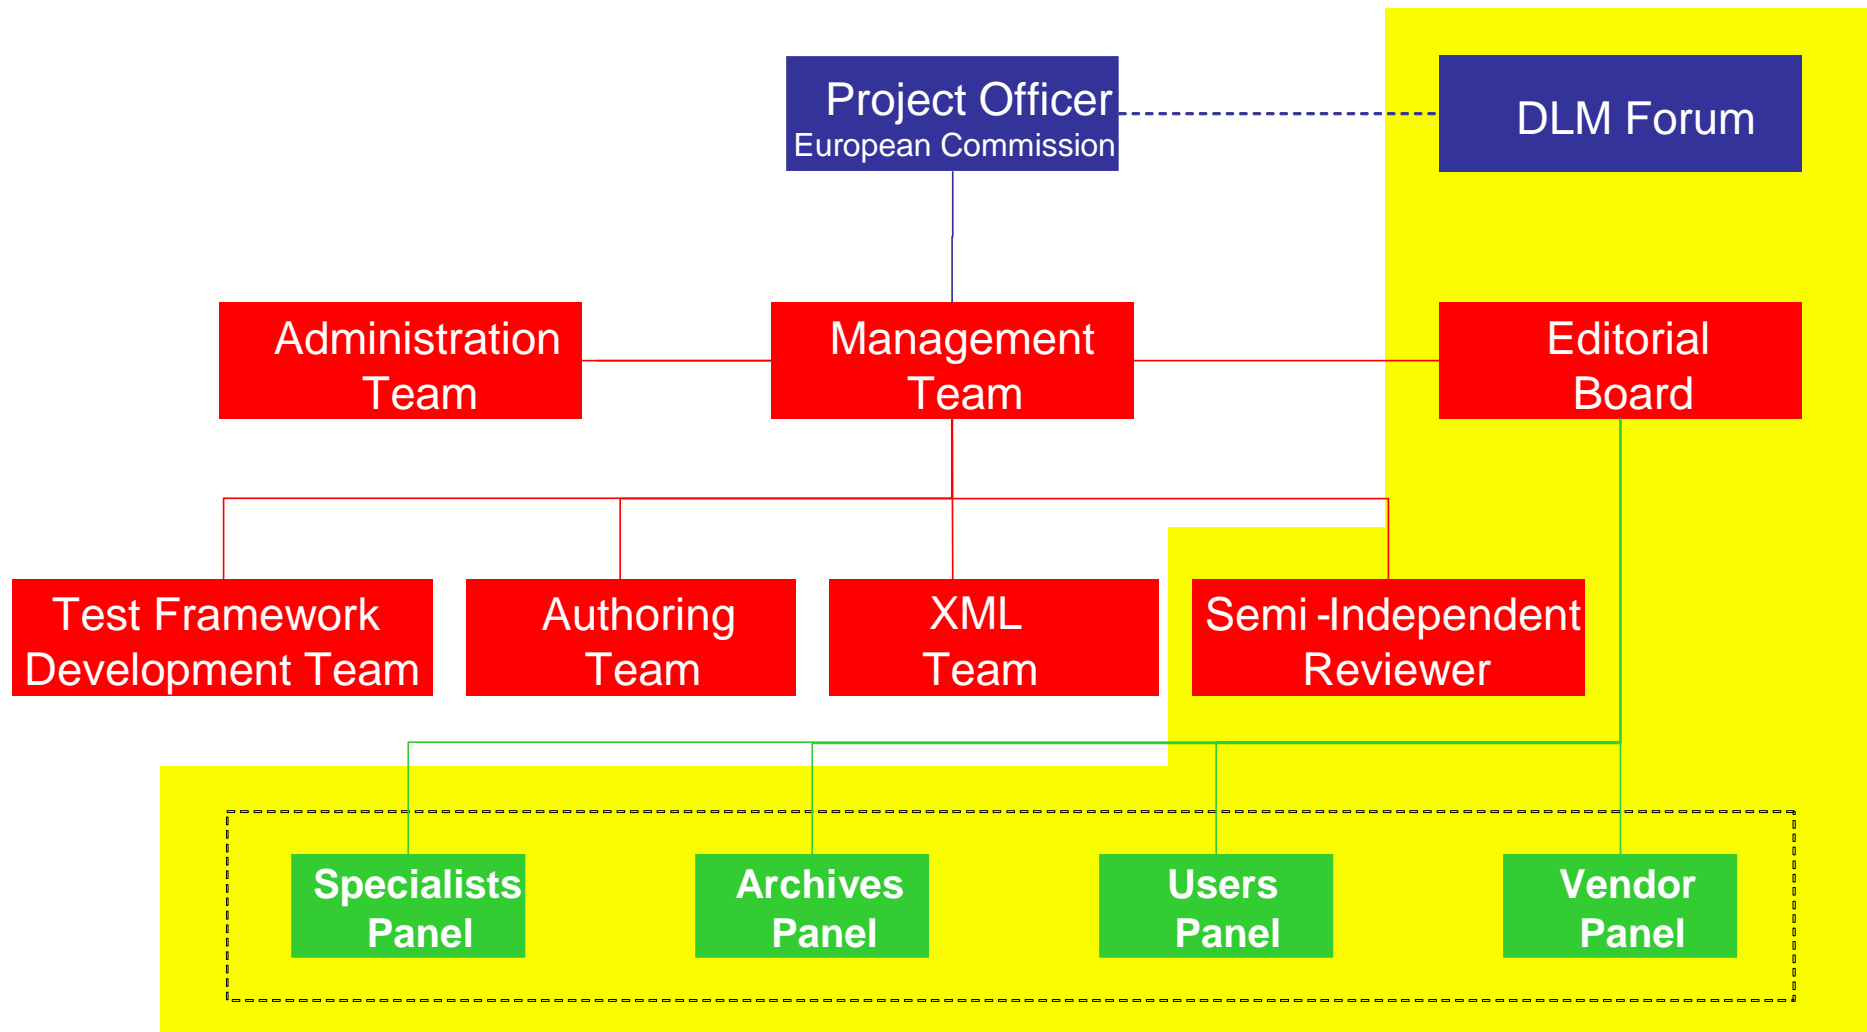 Project Officer
European Commission
DLM Forum
Administration
Team
Management
Team
Editorial
Board
Test Framework
Development Team
Authoring
Team
XML
Team
Semi-Independent
Reviewer
Specialists
Panel
Archives
Panel
Users
Panel
Vendor
Panel